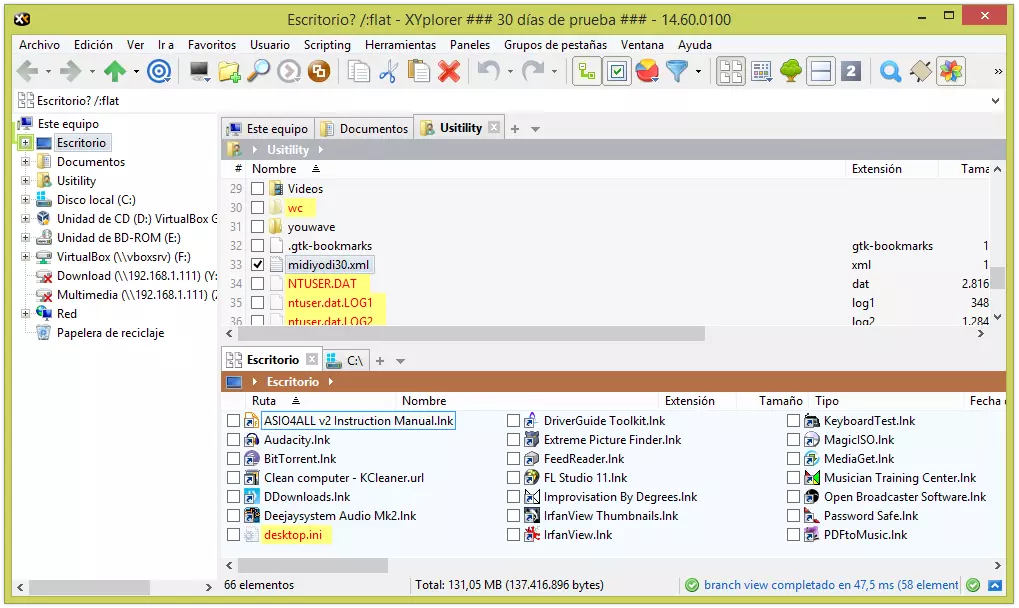 Escritorio? /:flat - XYplorer ### 30 días de prueba ### - 14.60.0100
Archivo Edición Ver Ir a Favoritos Usuario Scripting Herramientas Paneles Grupos de pestañas Ventana Ayuda
2 »
Escritorio? /:flat
Este equipo
Escritorio
Documentos
Usitility
Disco local (C:)
Unidad de CD (D:) VirtualBox G
Unidad de BD-ROM (E:)
VirtualBox (\\vboxsrv) (F:)
Download (\\192.168.1.111) (Y:
Multimedia (\\192.168.1.111) (Z
Red
Papelera de reciclaje
Este equipo Documentos Usitility
Usitility
# Nombre Extensión Tama
29 Videos
30 wc
31 youwave
32 .gtk-bookmarks gtk-bookmarks 1
33 midiyodi30.xml xml 1
34 NTUSER.DAT dat 2.816
35 ntuser.dat.LOG1 log1 348
36 ntuser.dat.LOG2 log2 1.284
Escritorio C:\
Escritorio
Ruta Nombre Extensión Tamaño Tipo Fecha
ASIO4ALL v2 Instruction Manual.lnk DriverGuide Toolkit.lnk KeyboardTest.lnk
Audacity.lnk Extreme Picture Finder.lnk MagicISO.lnk
BitTorrent.lnk FeedReader.lnk MediaGet.lnk
Clean computer - KCleaner.url FL Studio 11.lnk Musician Training Center.lnk
DDownloads.lnk Improvisation By Degrees.lnk Open Broadcaster Software.lnk
Deejaysystem Audio Mk2.lnk IrfanView Thumbnails.lnk Password Safe.lnk
desktop.ini IrfanView.lnk PDFtoMusic.lnk
66 elementos Total: 131,05 MB (137.416.896 bytes) branch view completado en 47,5 ms (58 element